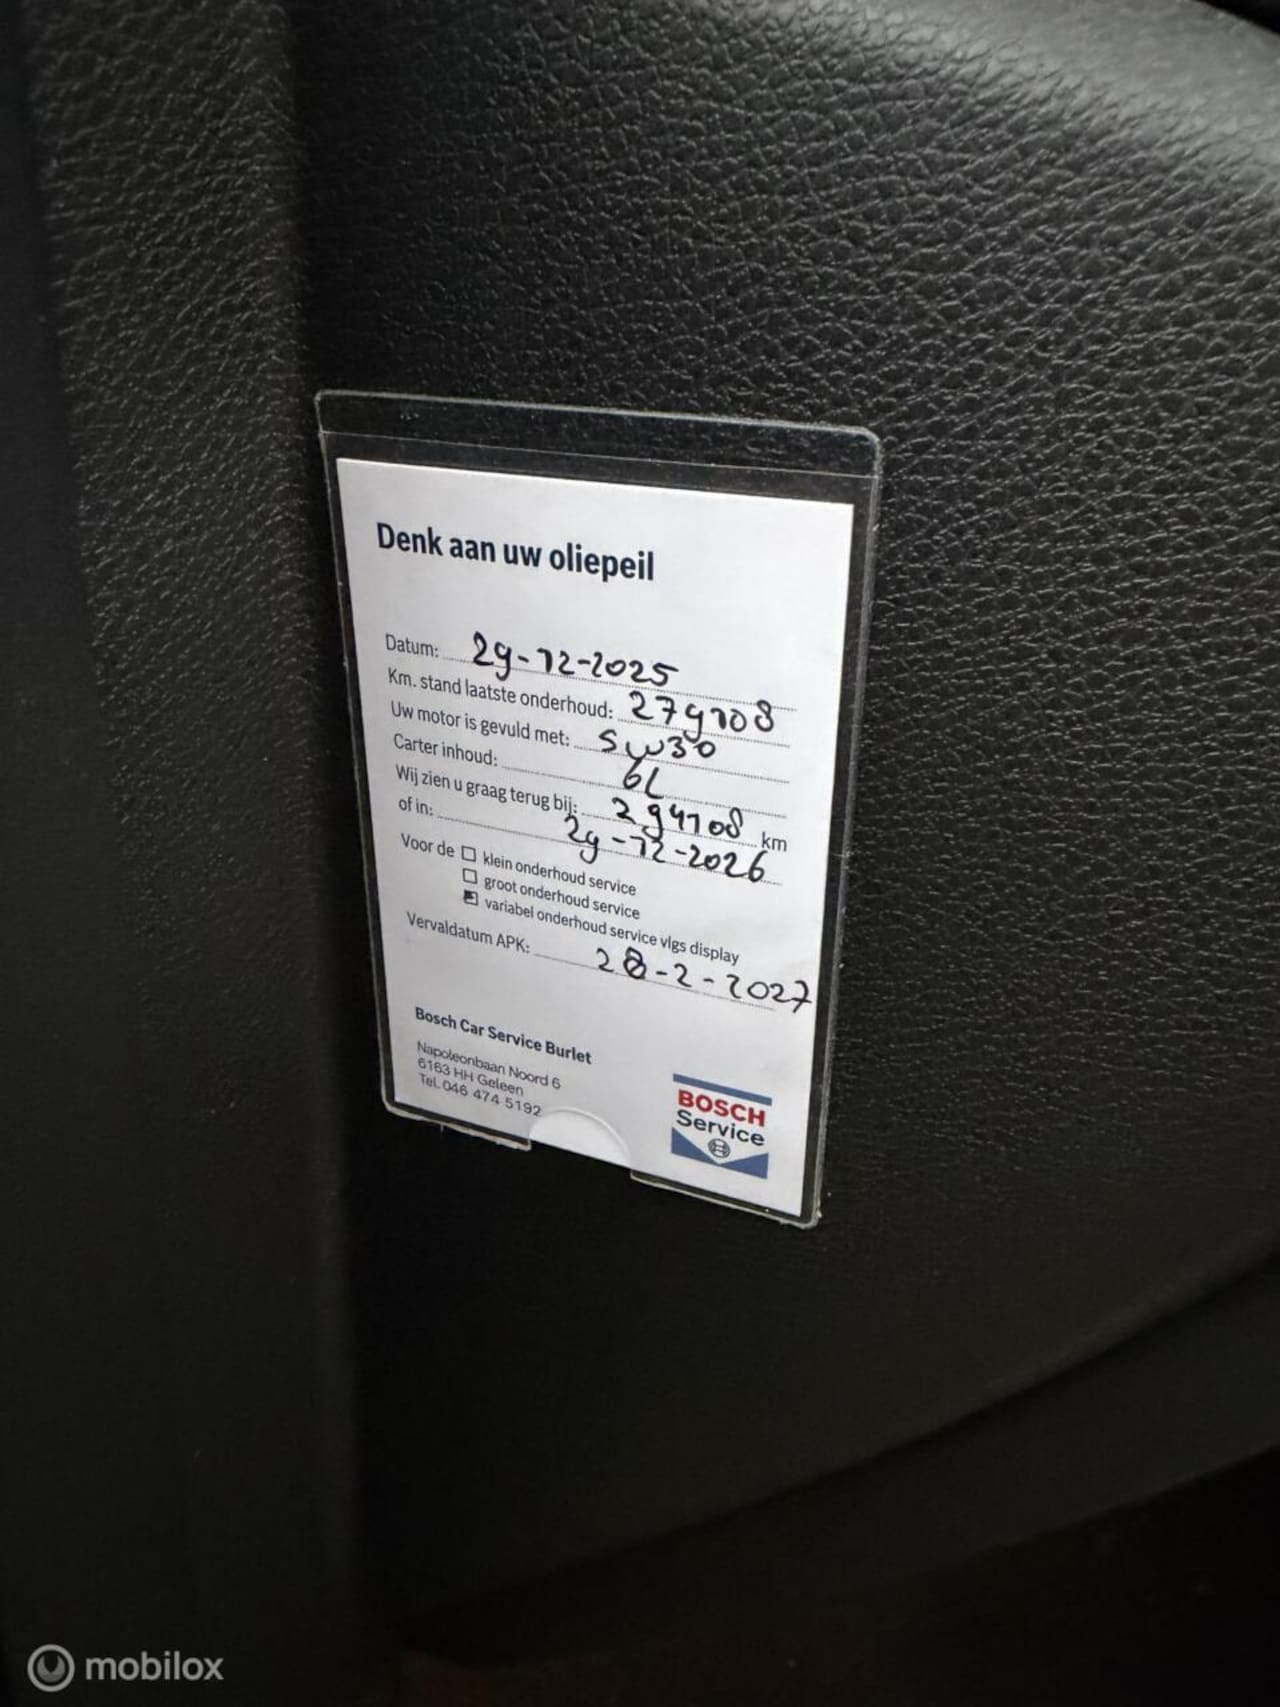 Denk aan uw oliepeil
Datum: 29-12-2025
Km. stand laatste onderhoud: 279108
Uw motor is gevuld met: 5W30
Carter inhoud: 6L
Wij zien u graag terug bij: 294108 km
of in: 29-12-2026
Voor de klein onderhoud service
groot onderhoud service
variabel onderhoud service vlgs display
Vervaldatum APK: 28-2-2027
Bosch Car Service Burlet
Napoleonbaan Noord 6
6163 HH Geleen
Tel. 046 474 5192
BOSCH
Service
mobilox